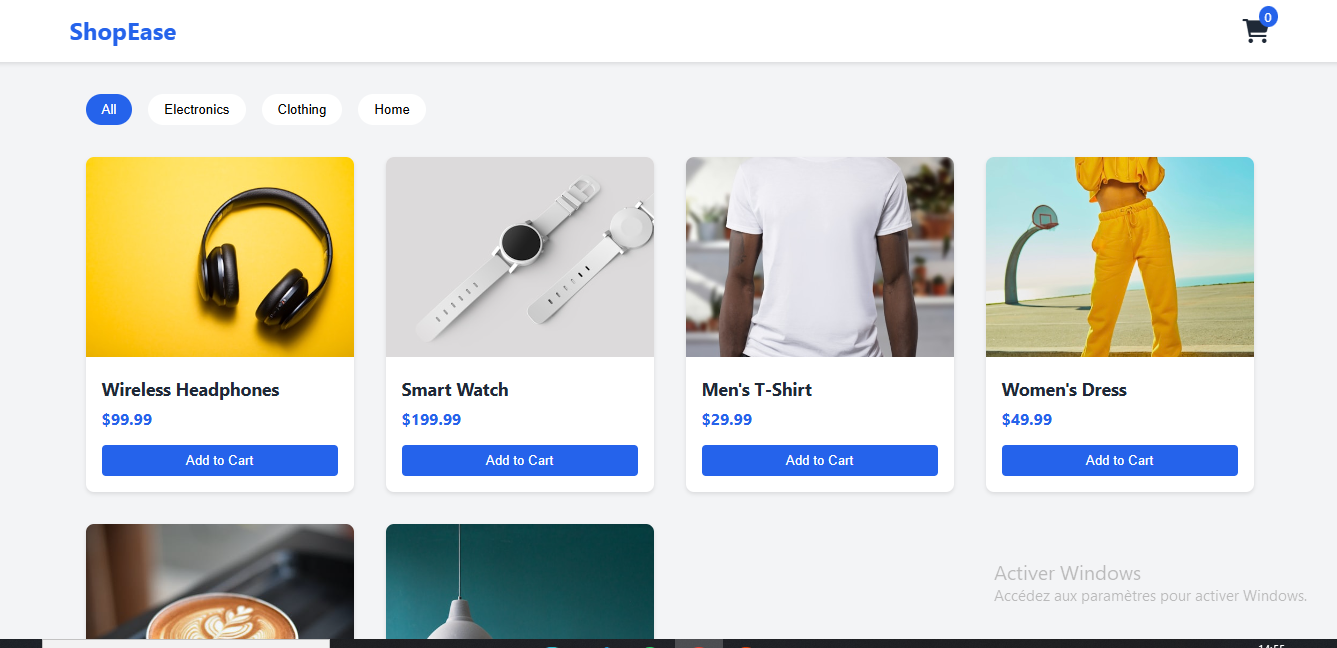 ShopEase
0
All
Electronics
Clothing
Home
Wireless Headphones
$99.99
Add to Cart
Smart Watch
$199.99
Add to Cart
Men's T-Shirt
$29.99
Add to Cart
Women's Dress
$49.99
Add to Cart
Activer Windows
Accédez aux paramètres pour activer Windows.